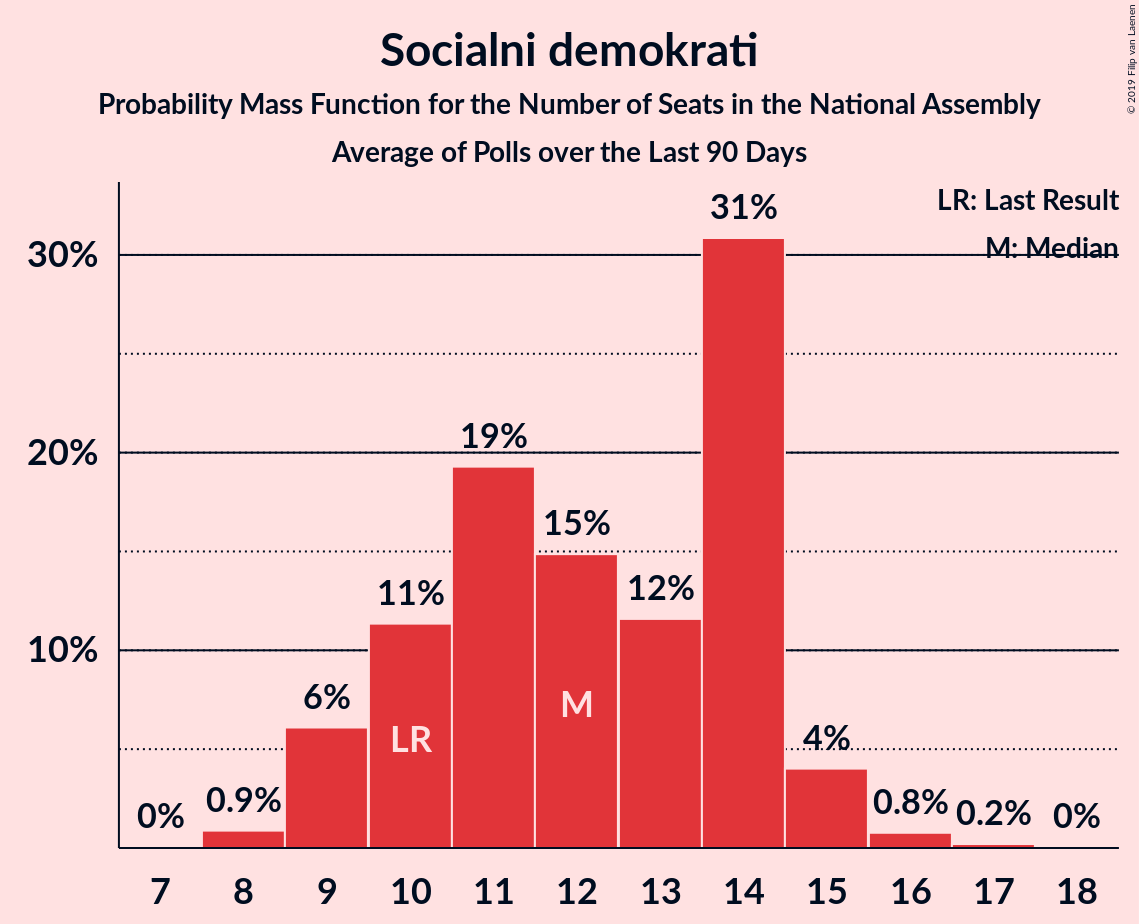 Socialni demokrati
Probability Mass Function for the Number of Seats in the National Assembly
Average of Polls over the Last 90 Days
© 2019 Filip van Laenen
LR: Last Result
M: Median
30%
20%
10%
0%
0.9%
6%
11%
19%
15%
12%
31%
4%
0.8%
0.2%
0%
LR
M
7 8 9 10 11 12 13 14 15 16 17 18